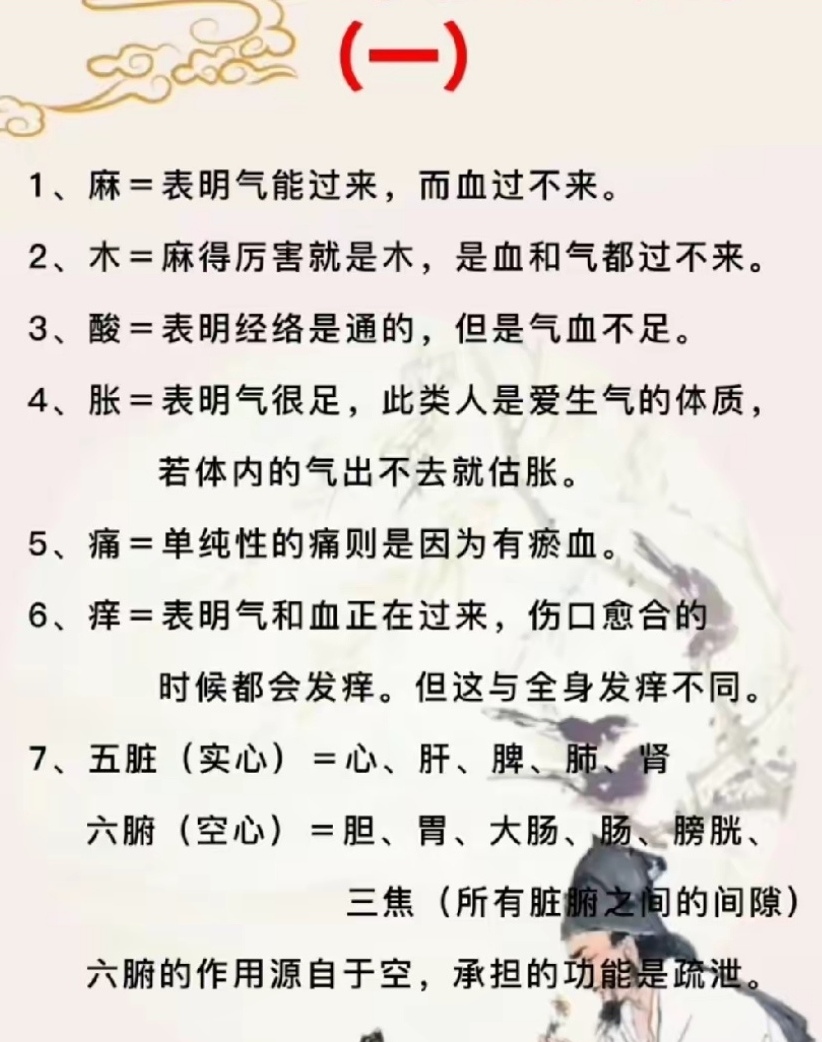 （一）
1、麻＝表明气能过来，而血过不来。
2、木＝麻得厉害就是木，是血和气都过不来。
3、酸＝表明经络是通的，但是气血不足。
4、胀＝表明气很足，此类人是爱生气的体质，
若体内的气出不去就估胀。
5、痛＝单纯性的痛则是因为有瘀血。
6、痒＝表明气和血正在过来，伤口愈合的
时候都会发痒。但这与全身发痒不同。
7、五脏（实心）＝心、肝、脾、肺、肾
六腑（空心）＝胆、胃、大肠、肠、膀胱、
三焦（所有脏腑之间的间隙）
六腑的作用源自于空，承担的功能是疏泄。